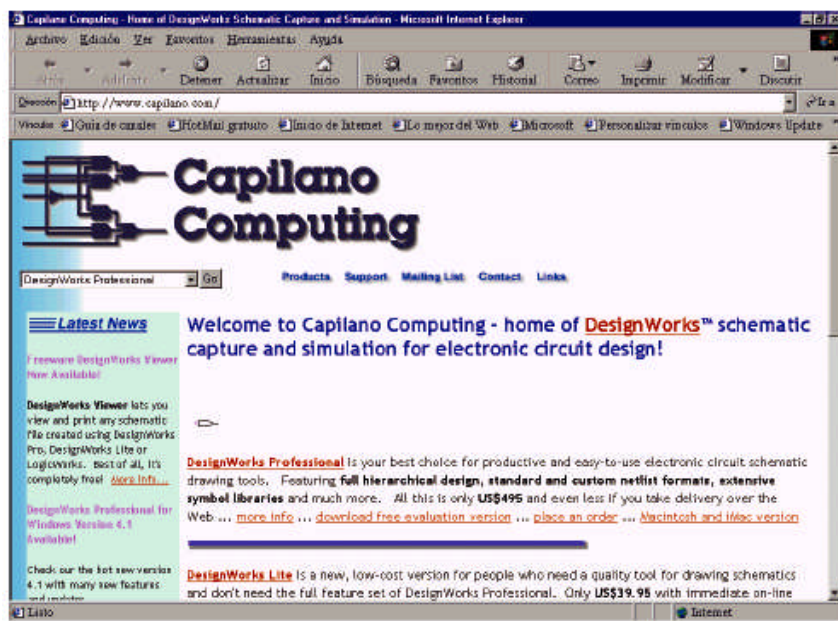 Capilano Computing - Home of DesignWorks Schematic Capture and Simulation - Microsoft Internet Explorer
Archivo Edición Ver Favoritos Herramientas Ayuda
Atrás Adelante Detener Actualizar Inicio Búsqueda Favoritos Historial Correo Imprimir Modificar Discutir
Dirección http://www.capilano.com/ Ir a
Vínculos Guía de canales HotMail gratuito Inicio de Internet Lo mejor del Web Microsoft Personalizar vínculos Windows Update
Capilano
Computing
DesignWorks Professional Go Products Support Mailing List Contact Links
Latest News
Freeware DesignWorks Viewer
Now Available!
DesignWorks Viewer lets you
view and print any schematic
file created using DesignWorks
Pro, DesignWorks Lite or
LogicWorks. Best of all, it's
completely free! More Info...
DesignWorks Professional for
Windows Version 4.1
Available!
Check our the hot new version
4.1 with many new features
and updates
Welcome to Capilano Computing - home of DesignWorks™ schematic
capture and simulation for electronic circuit design!
DesignWorks Professional is your best choice for productive and easy-to-use electronic circuit schematic
drawing tools. Featuring full hierarchical design, standard and custom netlist formats, extensive
symbol libraries and much more. All this is only US$495 and even less if you take delivery over the
Web ... more info ... download free evaluation version ... place an order ... Macintosh and iMac version
DesignWorks Lite is a new, low-cost version for people who need a quality tool for drawing schematics
and don't need the full feature set of DesignWorks Professional. Only US$39.95 with immediate on-line
Listo Internet